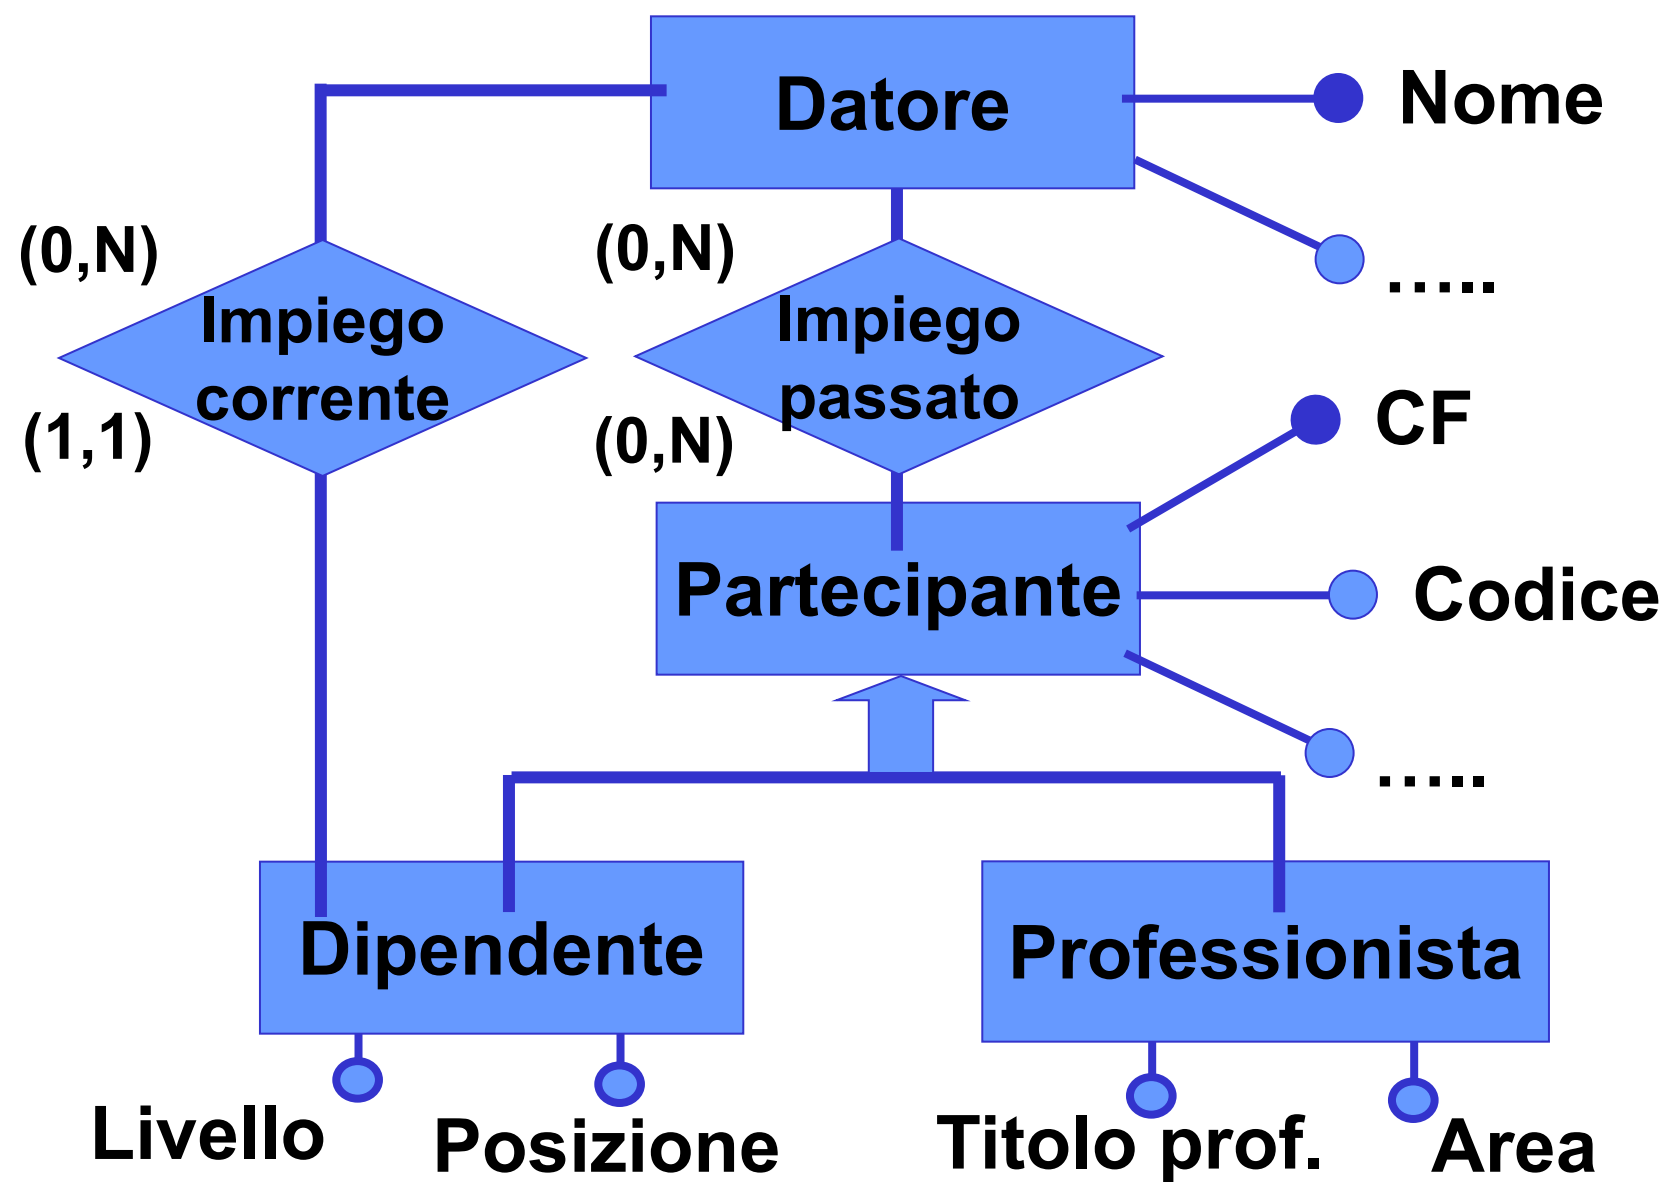 Datore
Nome
…..
(0,N)
Impiego
corrente
(1,1)
(0,N)
Impiego
passato
(0,N)
CF
Partecipante
Codice
…..
Dipendente
Professionista
Livello
Posizione
Titolo prof.
Area